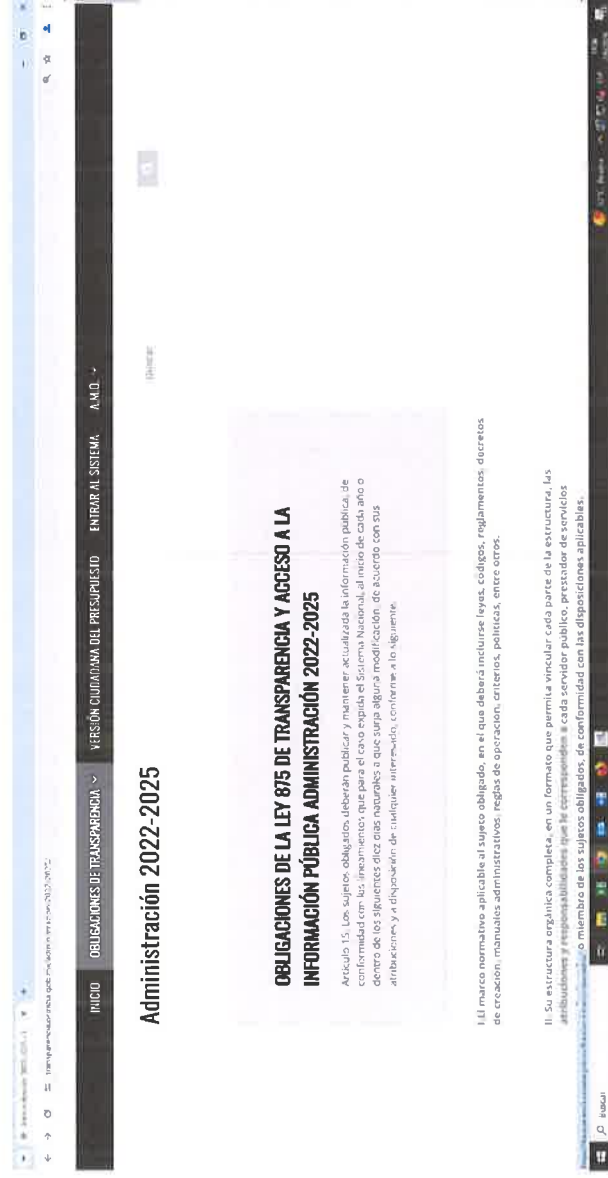 INICIO OBLIGACIONES DE TRANSPARENCIA VERSIÓN CIUDADANA DEL PRESUPUESTO ENTRAR AL SISTEMA A.M.O.
Administración 2022-2025
Buscar
OBLIGACIONES DE LA LEY 875 DE TRANSPARENCIA Y ACCESO A LA
INFORMACIÓN PÚBLICA ADMINISTRACIÓN 2022-2025
Artículo 15. Los sujetos obligados deberán publicar y mantener actualizada la información pública, de
conformidad con los lineamientos que para el caso expida el Sistema Nacional, al inicio de cada año o
dentro de los siguientes diez días naturales a que surja alguna modificación, de acuerdo con sus
atribuciones y a disposición de cualquier interesado, conforme a lo siguiente:
I. El marco normativo aplicable al sujeto obligado, en el que deberá incluirse leyes, códigos, reglamentos, decretos
de creación, manuales administrativos, reglas de operación, criterios, políticas, entre otros.
II. Su estructura orgánica completa, en un formato que permita vincular cada parte de la estructura, las
atribuciones y responsabilidades que le corresponden a cada servidor público, prestador de servicios
o miembro de los sujetos obligados, de conformidad con las disposiciones aplicables.
Buscar